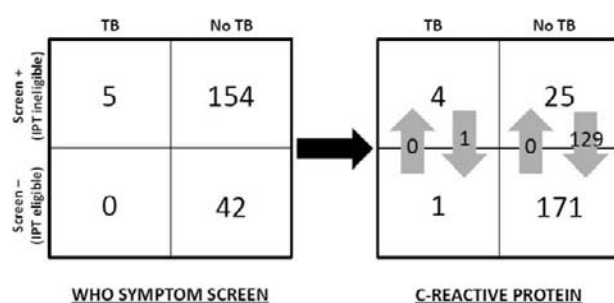 TB No TB TB No TB
Screen +
(IPT ineligible)
5 154 4 25
0 1 0 129
Screen –
(IPT eligible)
0 42 1 171
WHO SYMPTOM SCREEN C-REACTIVE PROTEIN